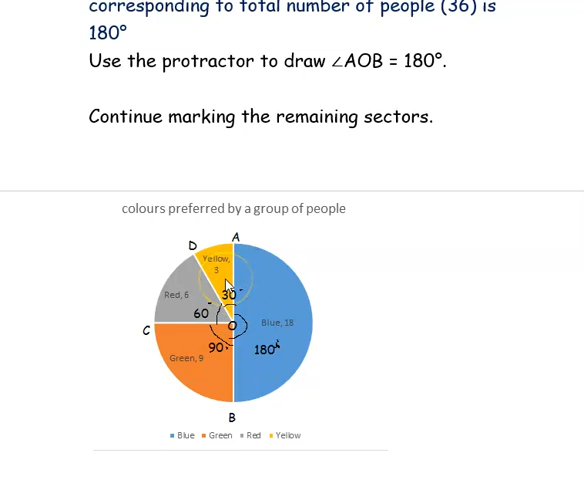 corresponding to total number of people (36) is
180°
Use the protractor to draw ∠AOB = 180°.
Continue marking the remaining sectors.
colours preferred by a group of people
A
D
Yellow,
3
30°
Red, 6
60°
O
Blue, 18
C
90°
180°
Green, 9
B
Blue Green Red Yellow